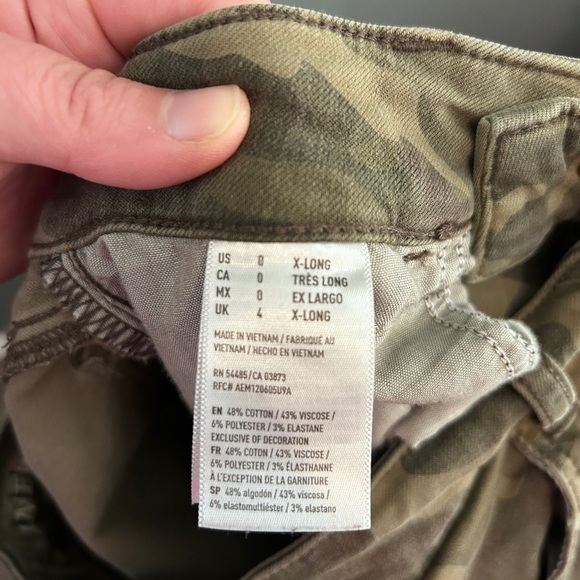 US 0 X-LONG
CA 0 TRÈS LONG
MX 0 EX LARGO
UK 4 X-LONG
MADE IN VIETNAM / FABRIQUÉ AU
VIETNAM / HECHO EN VIETNAM
RN 54485/CA 03873
RFC# AEM120605U9A
EN 48% COTTON / 43% VISCOSE /
6% POLYESTER / 3% ELASTANE
EXCLUSIVE OF DECORATION
FR 48% COTTON / 43% VISCOSE /
6% POLYESTER / 3% ÉLASTHANNE
À L'EXCEPTION DE LA GARNITURE
SP 48% algodón / 43% viscosa /
6% elastomultiéster / 3% elastano